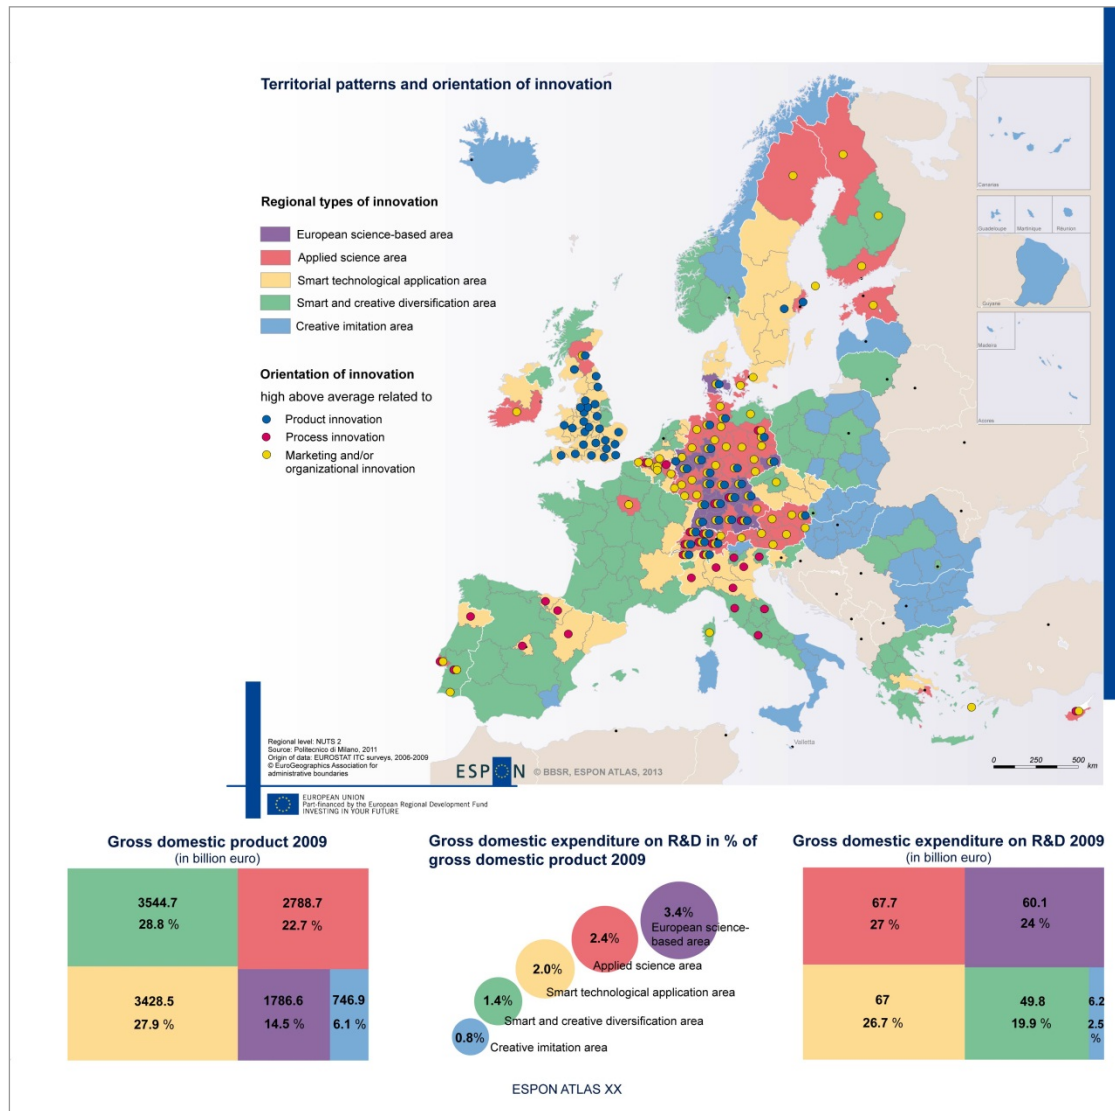 Territorial patterns and orientation of innovation
Regional types of innovation
European science-based area
Applied science area
Smart technological application area
Smart and creative diversification area
Creative imitation area
Orientation of innovation
high above average related to
Product innovation
Process innovation
Marketing and/or
organizational innovation
Canarias
Guadeloupe
Martinique
Réunion
Guyane
Madeira
Azores
Valletta
Regional level: NUTS 2
Source: Politecnico di Milano, 2011
Origin of data: EUROSTAT ITC surveys, 2006-2009
© EuroGeographics Association for
administrative boundaries
ESPON
© BBSR, ESPON ATLAS, 2013
0 250 500
km
EUROPEAN UNION
Part-financed by the European Regional Development Fund
INVESTING IN YOUR FUTURE
Gross domestic product 2009
(in billion euro)
3544.7
28.8 %
2788.7
22.7 %
3428.5
27.9 %
1786.6
14.5 %
746.9
6.1 %
Gross domestic expenditure on R&D in % of
gross domestic product 2009
3.4%
European science-
based area
2.4%
Applied science area
2.0%
Smart technological application area
1.4%
Smart and creative diversification area
0.8%
Creative imitation area
Gross domestic expenditure on R&D 2009
(in billion euro)
67.7
27 %
60.1
24 %
67
26.7 %
49.8
19.9 %
6.2
2.5
%
ESPON ATLAS XX